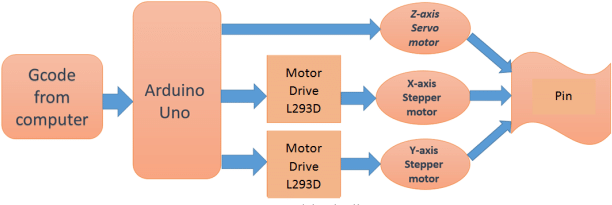 Gcode
from
computer
Arduino
Uno
Z-axis
Servo
motor
Motor
Drive
L293D
X-axis
Stepper
motor
Motor
Drive
L293D
Y-axis
Stepper
motor
Pin